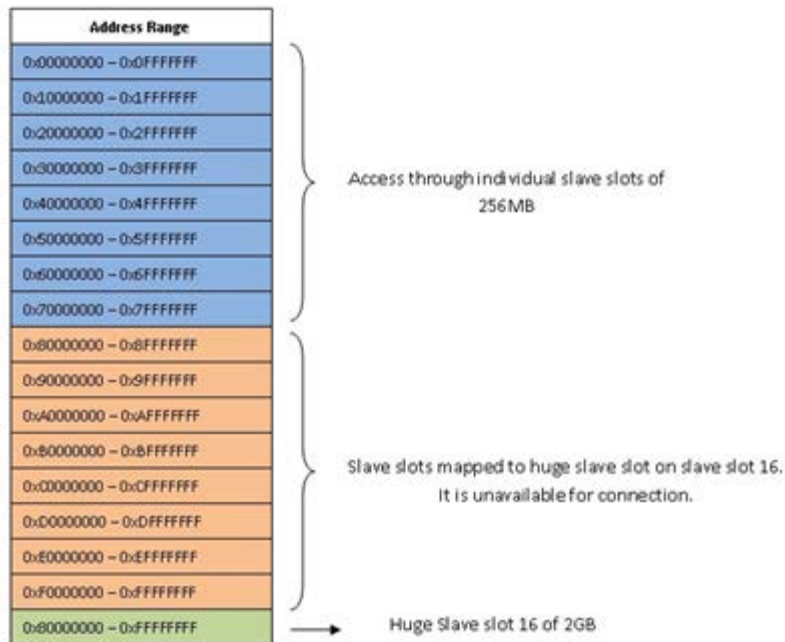 Address Range
0x00000000 – 0x0FFFFFFF
0x10000000 – 0x1FFFFFFF
0x20000000 – 0x2FFFFFFF
0x30000000 – 0x3FFFFFFF
0x40000000 – 0x4FFFFFFF
0x50000000 – 0x5FFFFFFF
0x60000000 – 0x6FFFFFFF
0x70000000 – 0x7FFFFFFF
Access through individual slave slots of
256MB
0x80000000 – 0x8FFFFFFF
0x90000000 – 0x9FFFFFFF
0xA0000000 – 0xAFFFFFFF
0xB0000000 – 0xBFFFFFFF
0xC0000000 – 0xCFFFFFFF
0xD0000000 – 0xDFFFFFFF
0xE0000000 – 0xEFFFFFFF
0xF0000000 – 0xFFFFFFFF
Slave slots mapped to huge slave slot on slave slot 16.
It is unavailable for connection.
0x80000000 – 0xFFFFFFFF
Huge Slave slot 16 of 2GB